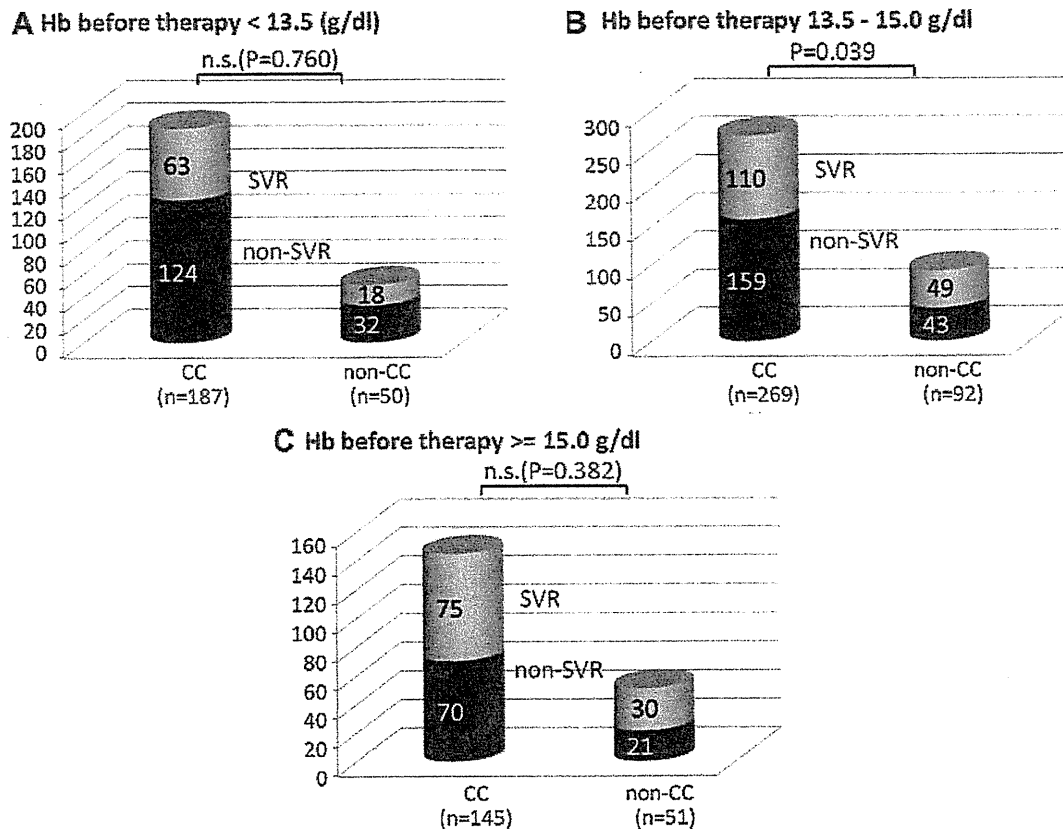 A Hb before therapy < 13.5 (g/dl)
n.s.(P=0.760)
200
180
160
140
120
100
80
60
40
20
0
63
SVR
124
non-SVR
18
32
CC
(n=187)
non-CC
(n=50)
B Hb before therapy 13.5 - 15.0 g/dl
P=0.039
300
250
200
150
100
50
0
110
SVR
159
non-SVR
49
43
CC
(n=269)
non-CC
(n=92)
C Hb before therapy >= 15.0 g/dl
n.s.(P=0.382)
160
140
120
100
80
60
40
20
0
75
SVR
70
non-SVR
30
21
CC
(n=145)
non-CC
(n=51)